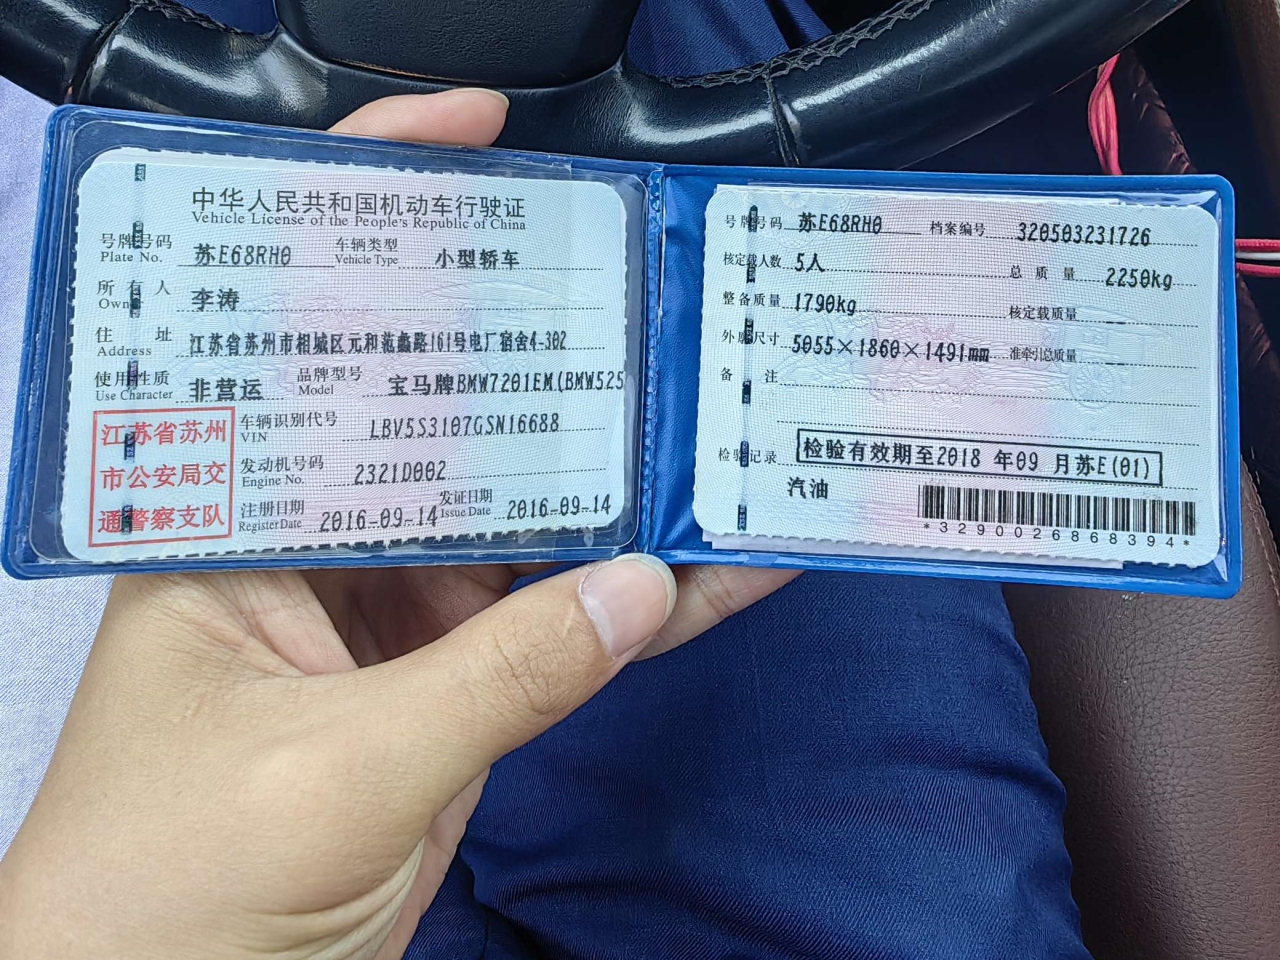 中华人民共和国机动车行驶证
Vehicle License of the People's Republic of China
号牌号码 苏E68RH0 车辆类型 小型轿车
Plate No. Vehicle Type
所有人 李涛
Owner
住址 江苏省苏州市相城区元和蠡路161号电厂宿舍4-302
Address
使用性质 非营运 品牌型号 宝马牌BMW7201EM(BMW525
Use Character Model
江苏省苏州
市公安局交
通警察支队
车辆识别代号 LBV5S3107GSN16688
VIN
发动机号码 2321D002
Engine No.
注册日期 2016-09-14 发证日期 2016-09-14
Register Date Issue Date
号牌号码 苏E68RH0 档案编号 320503231726
核定载人数 5人 总质量 2250kg
整备质量 1790kg 核定载质量
外廓尺寸 5055×1860×1491mm 准牵引总质量
备注
检验记录 检验有效期至2018 年09 月苏E(01)
汽油
*3290026868394*